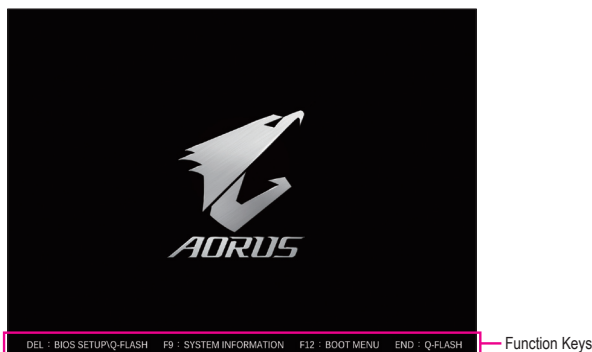 AORUS
DEL : BIOS SETUP\Q-FLASH F9 : SYSTEM INFORMATION F12 : BOOT MENU END : Q-FLASH
Function Keys